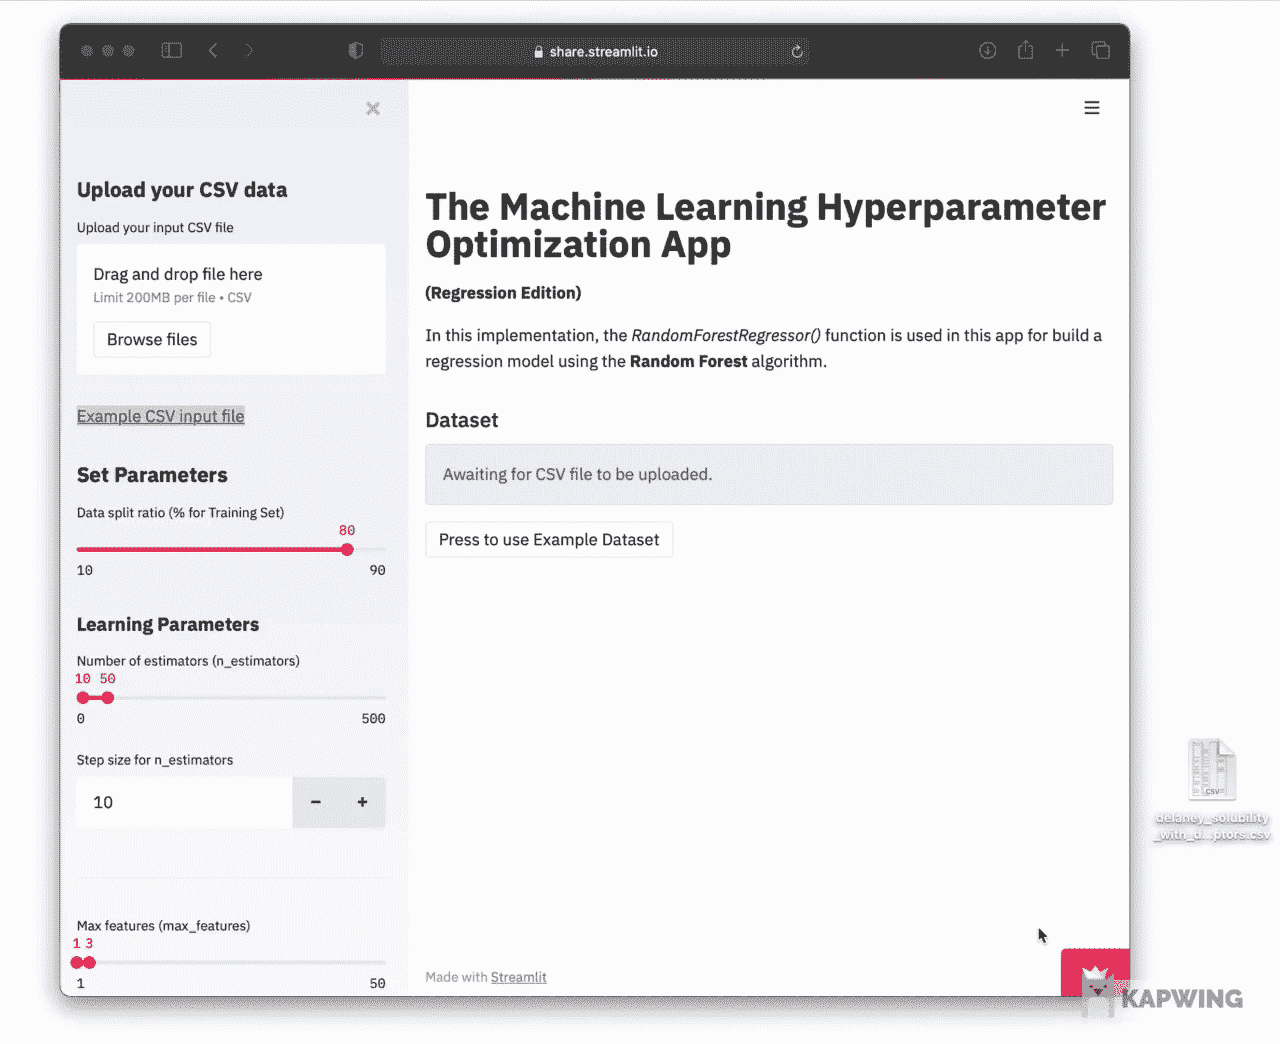 share.streamlit.io
Upload your CSV data
Upload your input CSV file
Drag and drop file here
Limit 200MB per file • CSV
Browse files
Example CSV input file
Set Parameters
Data split ratio (% for Training Set)
80
10 90
Learning Parameters
Number of estimators (n_estimators)
10 50
0 500
Step size for n_estimators
10 − +
Max features (max_features)
1 3
1 50
The Machine Learning Hyperparameter
Optimization App
(Regression Edition)
In this implementation, the RandomForestRegressor() function is used in this app for build a
regression model using the Random Forest algorithm.
Dataset
Awaiting for CSV file to be uploaded.
Press to use Example Dataset
Made with Streamlit
CSV
delaney_solubility
_with_d...ptors.csv
KAPWING